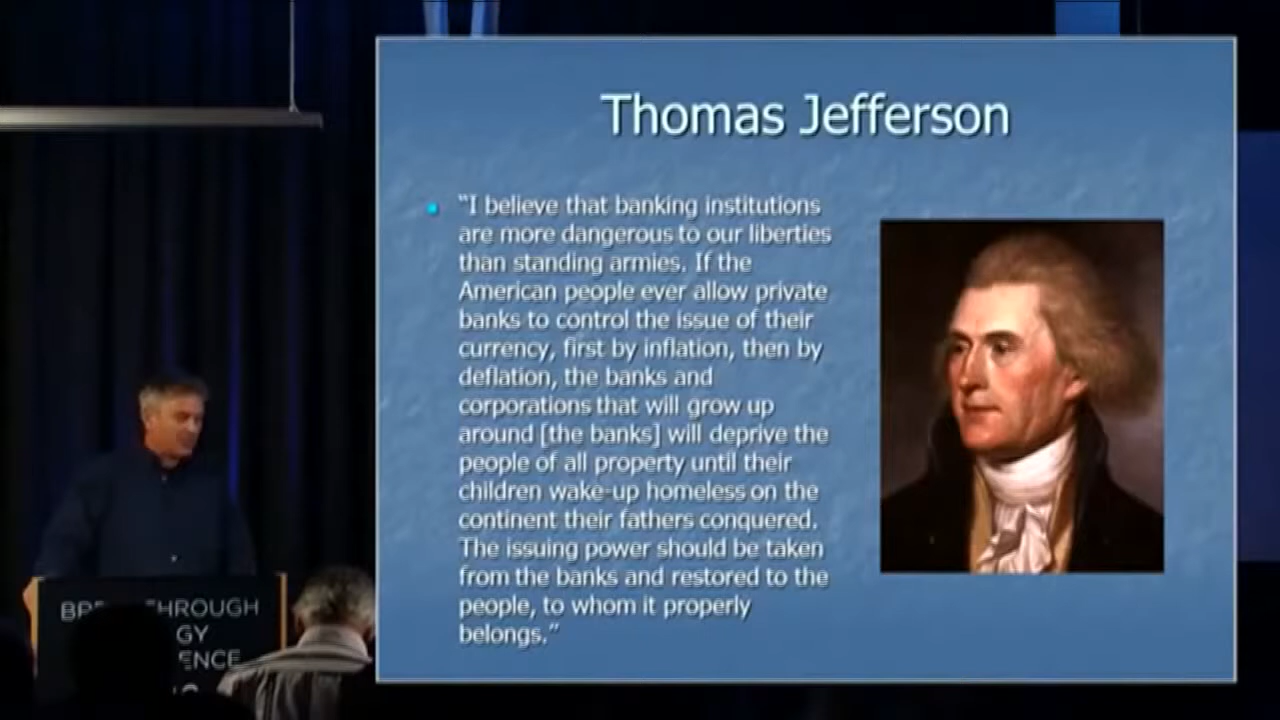 Thomas Jefferson
“I believe that banking institutions
are more dangerous to our liberties
than standing armies. If the
American people ever allow private
banks to control the issue of their
currency, first by inflation, then by
deflation, the banks and
corporations that will grow up
around [the banks] will deprive the
people of all property until their
children wake-up homeless on the
continent their fathers conquered.
The issuing power should be taken
from the banks and restored to the
people, to whom it properly
belongs.”
HROUGH
GY
ENCE